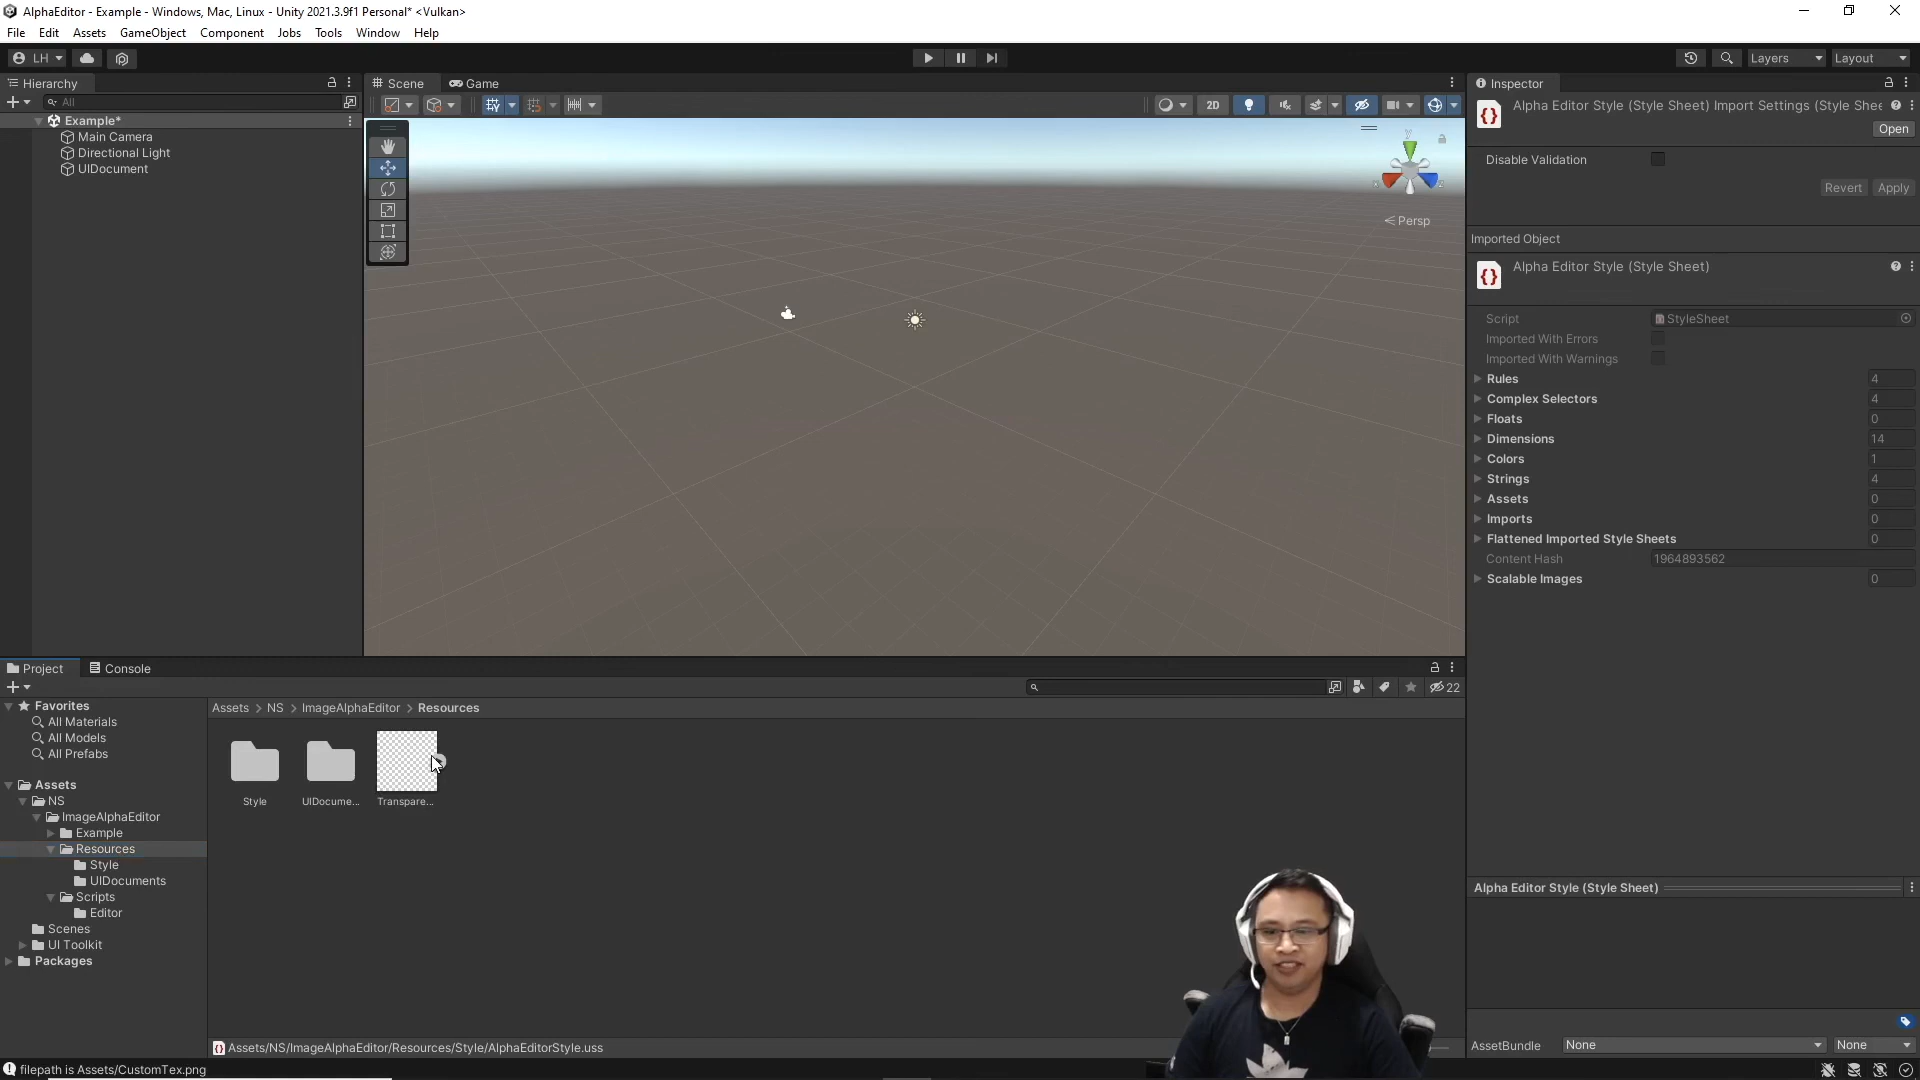 AlphaEditor - Example - Windows, Mac, Linux - Unity 2021.3.9f1 Personal* <Vulkan>
File Edit Assets GameObject Component Jobs Tools Window Help
LH Layers Layout
Hierarchy
All
Example*
Main Camera
Directional Light
UIDocument
Scene Game
2D
y
Persp
Inspector
Alpha Editor Style (Style Sheet) Import Settings (Style Shee
Open
Disable Validation
Revert Apply
Imported Object
Alpha Editor Style (Style Sheet)
Script StyleSheet
Imported With Errors
Imported With Warnings
Rules 4
Complex Selectors 4
Floats 0
Dimensions 14
Colors 1
Strings 4
Assets 0
Imports 0
Flattened Imported Style Sheets 0
Content Hash 1964893562
Scalable Images 0
Alpha Editor Style (Style Sheet)
AssetBundle None None
Project Console
22
Favorites
All Materials
All Models
All Prefabs
Assets
NS
ImageAlphaEditor
Example
Resources
Style
UIDocuments
Scripts
Editor
Scenes
UI Toolkit
Packages
Assets > NS > ImageAlphaEditor > Resources
Style UIDocume... Transpare...
Assets/NS/ImageAlphaEditor/Resources/Style/AlphaEditorStyle.uss
filepath is Assets/CustomTex.png